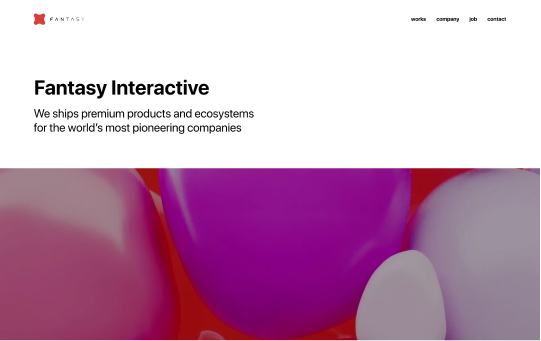 FANTASY
works
company
job
contact
Fantasy Interactive
We ships premium products and ecosystems
for the world's most pioneering companies